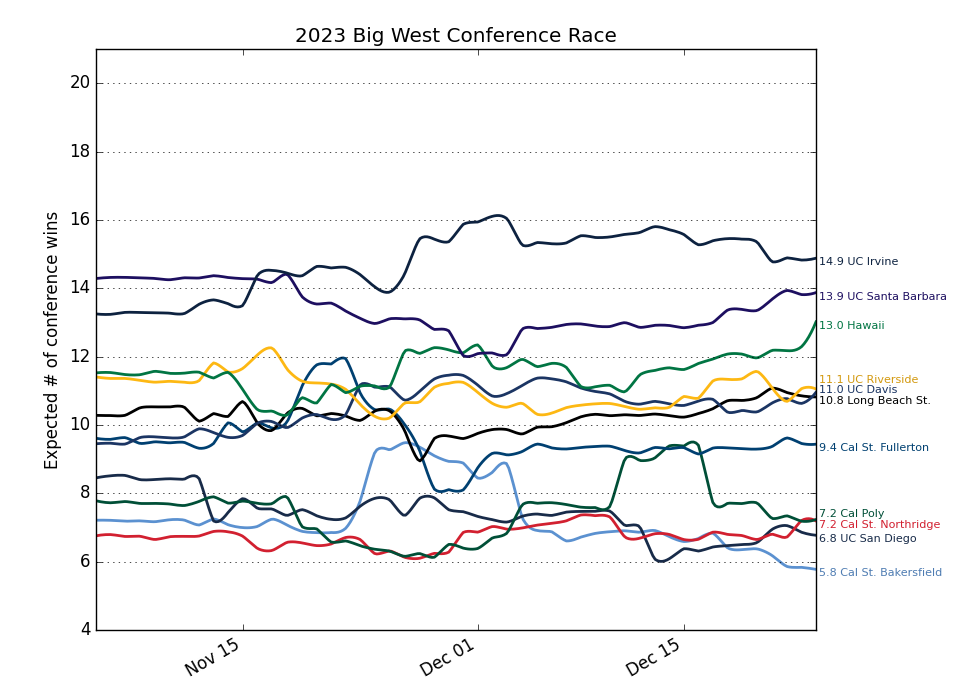 2023 Big West Conference Race
Expected # of conference wins
20
18
16
14
12
10
8
6
4
Nov 15
Dec 01
Dec 15
14.9 UC Irvine
13.9 UC Santa Barbara
13.0 Hawaii
11.1 UC Riverside
11.0 UC Davis
10.8 Long Beach St.
9.4 Cal St. Fullerton
7.2 Cal Poly
7.2 Cal St. Northridge
6.8 UC San Diego
5.8 Cal St. Bakersfield